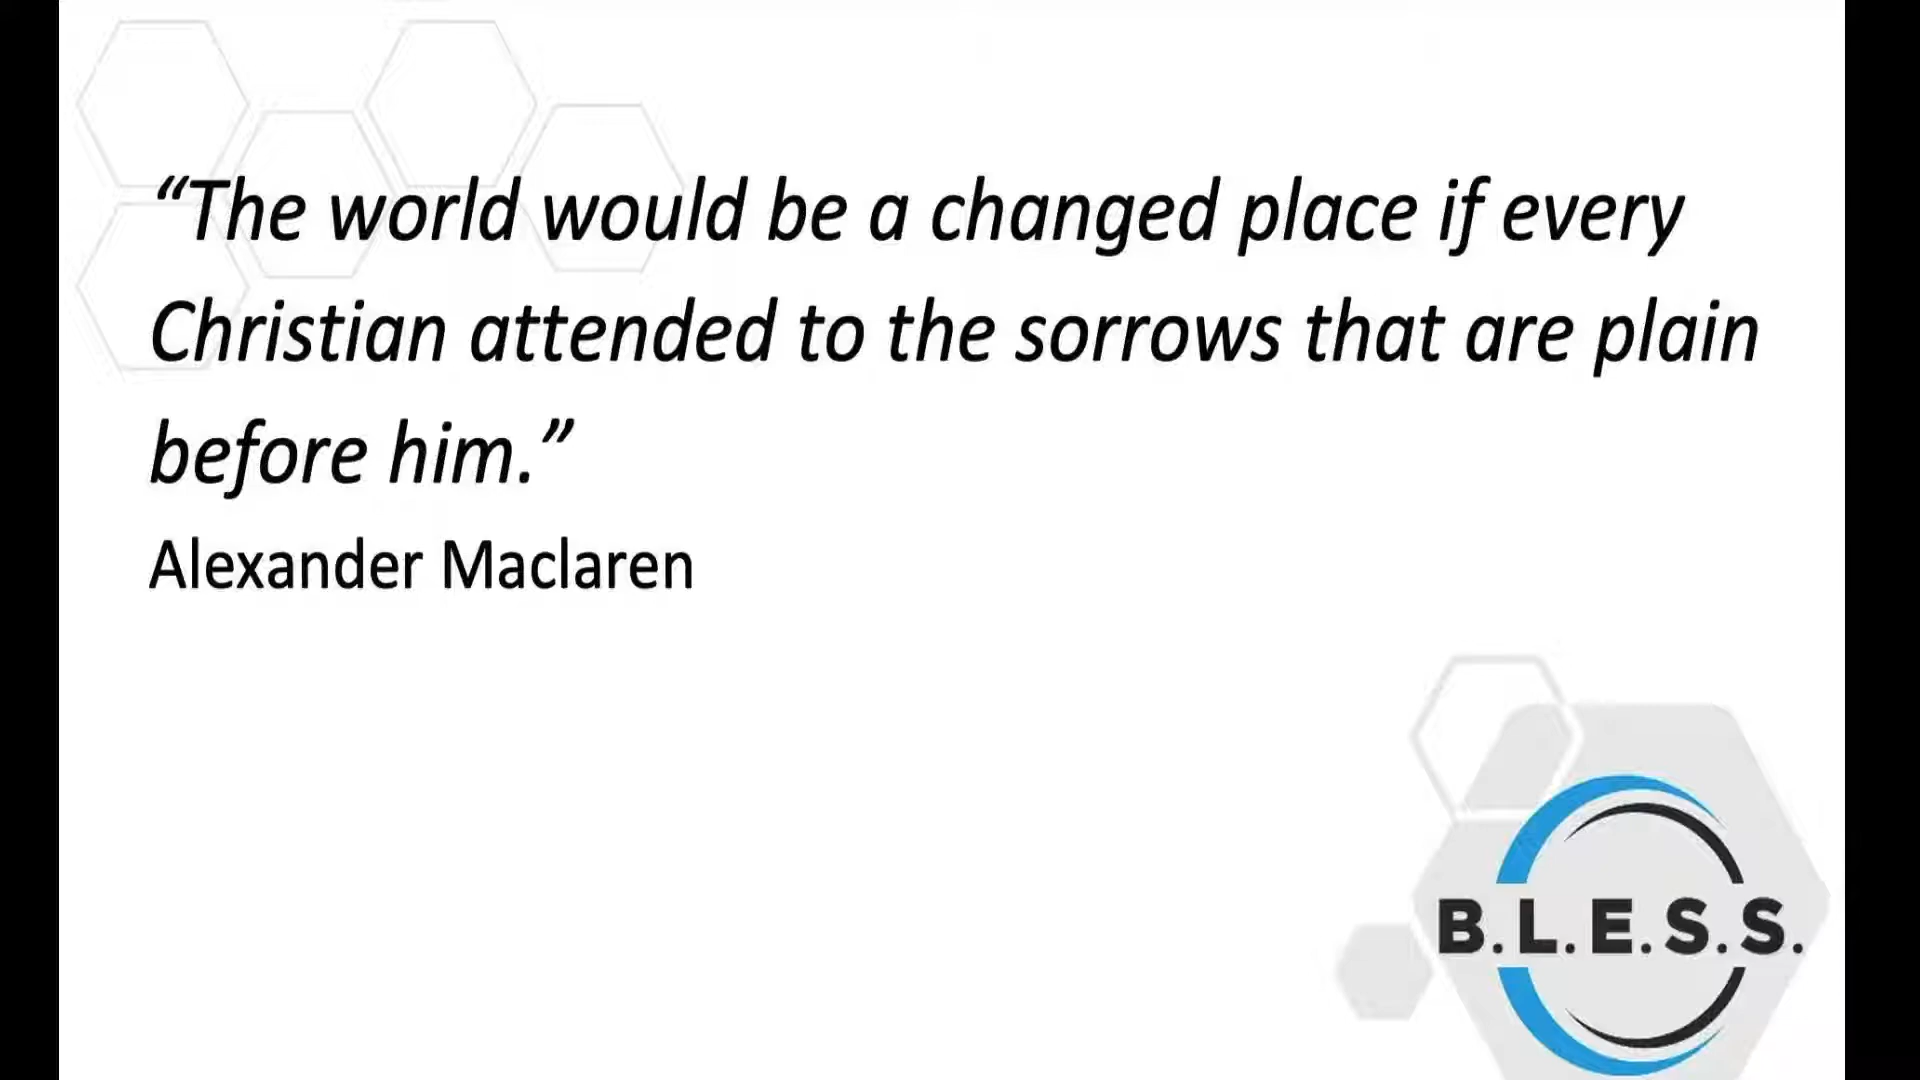 “The world would be a changed place if every
Christian attended to the sorrows that are plain
before him.”
Alexander Maclaren
B.L.E.S.S.